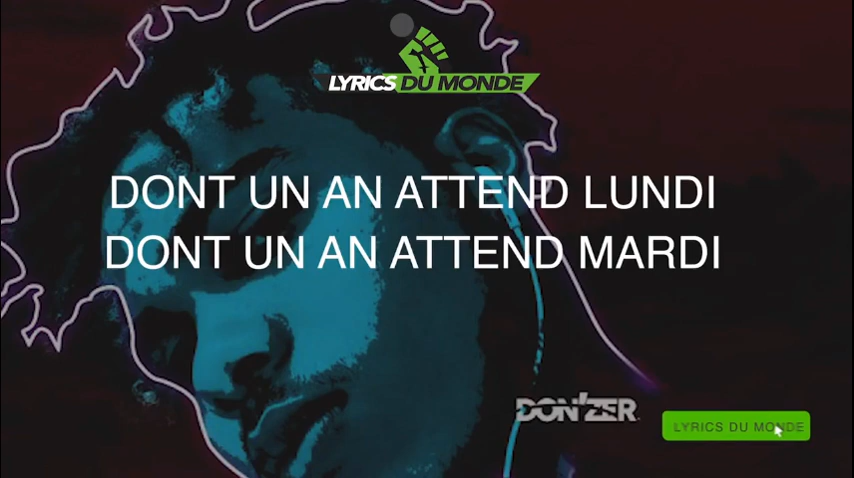 LYRICS DU MONDE
DONT UN AN ATTEND LUNDI
DONT UN AN ATTEND MARDI
DON'ZER
LYRICS DU MONDE